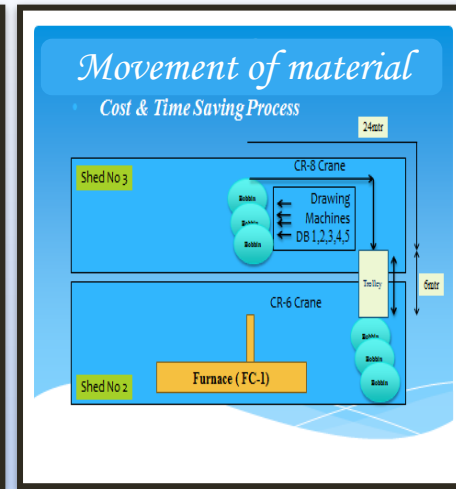 Movement of material
Cost & Time Saving Process
24mtr
CR-8 Crane
Shed No 3
Bobbin
Bobbin
Bobbin
Drawing
Machines
DB 1,2,3,4,5
Trolley
6mtr
CR-6 Crane
Bobbin
Bobbin
Bobbin
Furnace ( FC-1)
Shed No 2